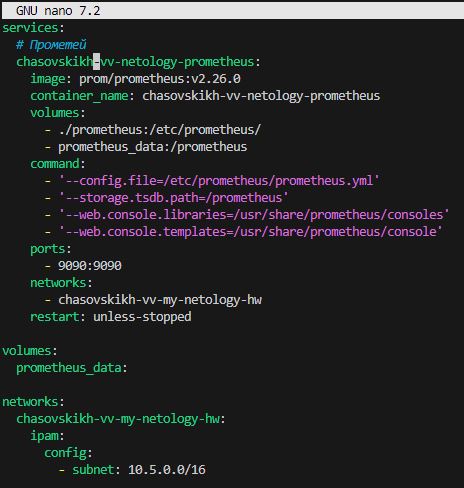 GNU nano 7.2
services:
  # Прометей
  chasovskikh-vv-netology-prometheus:
    image: prom/prometheus:v2.26.0
    container_name: chasovskikh-vv-netology-prometheus
    volumes:
      - ./prometheus:/etc/prometheus/
      - prometheus_data:/prometheus
    command:
      - '--config.file=/etc/prometheus/prometheus.yml'
      - '--storage.tsdb.path=/prometheus'
      - '--web.console.libraries=/usr/share/prometheus/consoles'
      - '--web.console.templates=/usr/share/prometheus/console'
    ports:
      - 9090:9090
    networks:
      - chasovskikh-vv-my-netology-hw
    restart: unless-stopped

volumes:
  prometheus_data:

networks:
  chasovskikh-vv-my-netology-hw:
    ipam:
      config:
        - subnet: 10.5.0.0/16